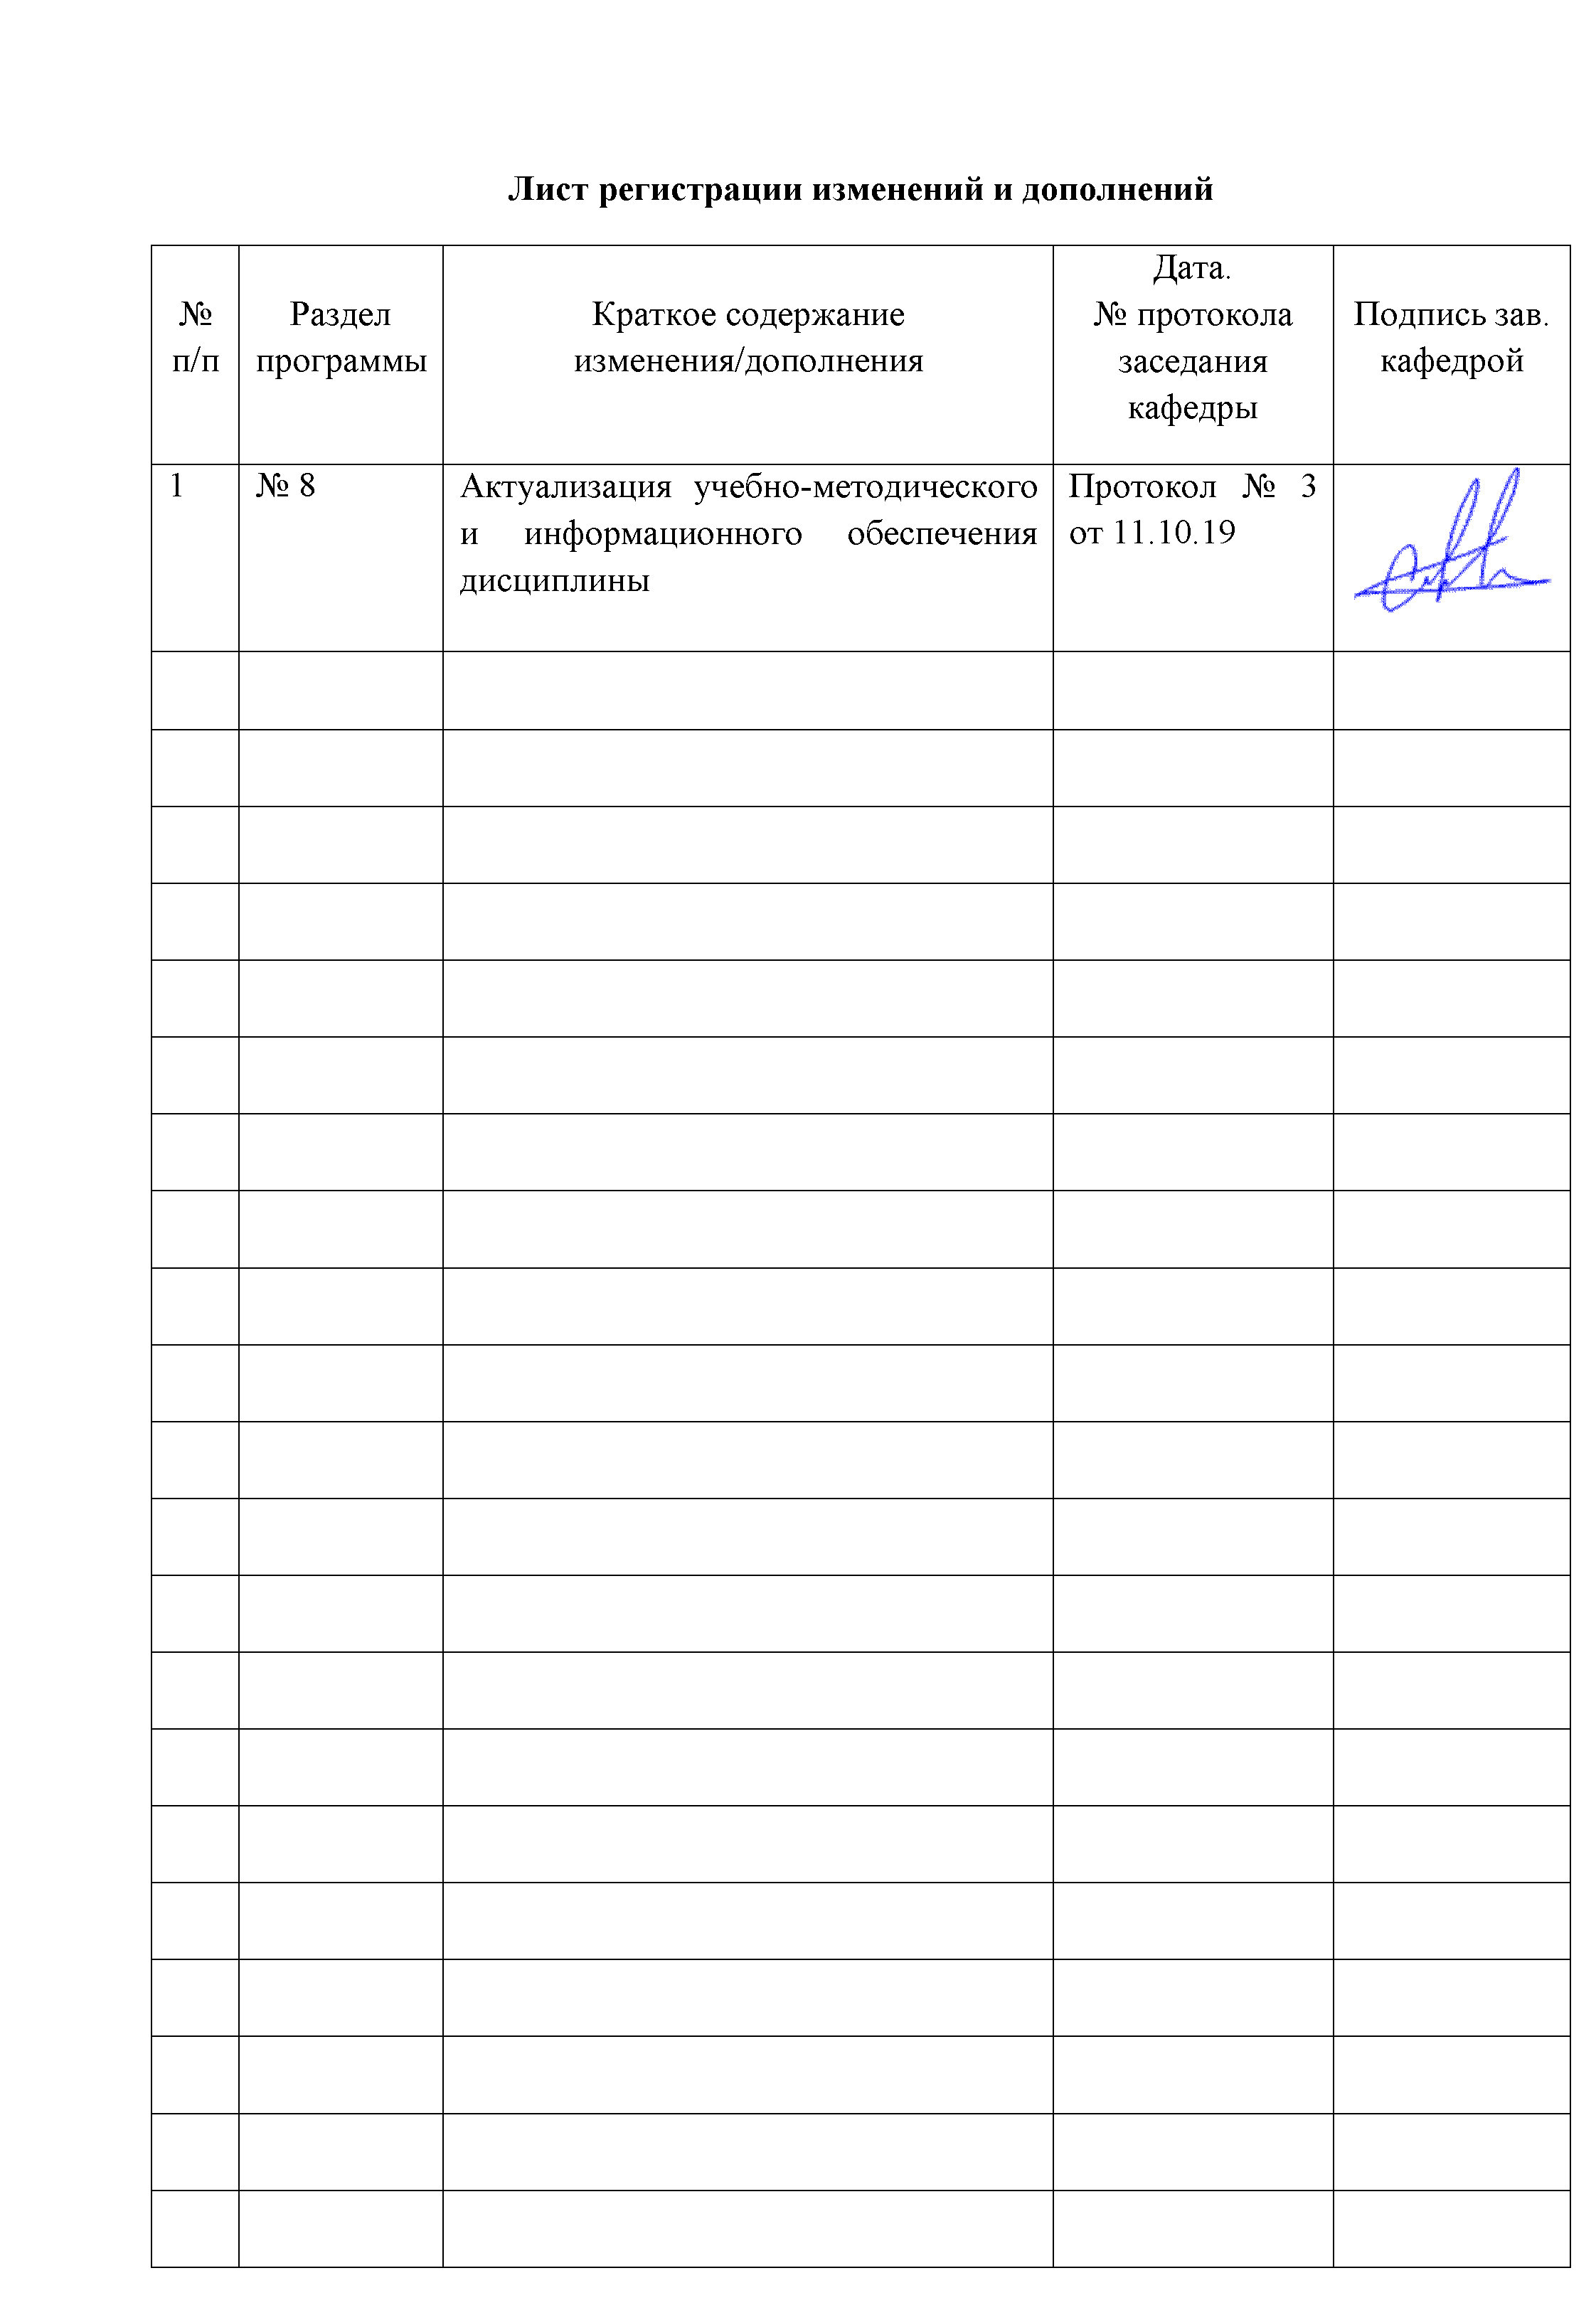 Лист регистрации изменений и дополнений
№
п/п
Раздел
программы
Краткое содержание
изменения/дополнения
Дата.
№ протокола
заседания
кафедры
Подпись зав.
кафедрой
1
№ 8
Актуализация учебно-методического
и информационного обеспечения
дисциплины
Протокол № 3
от 11.10.19